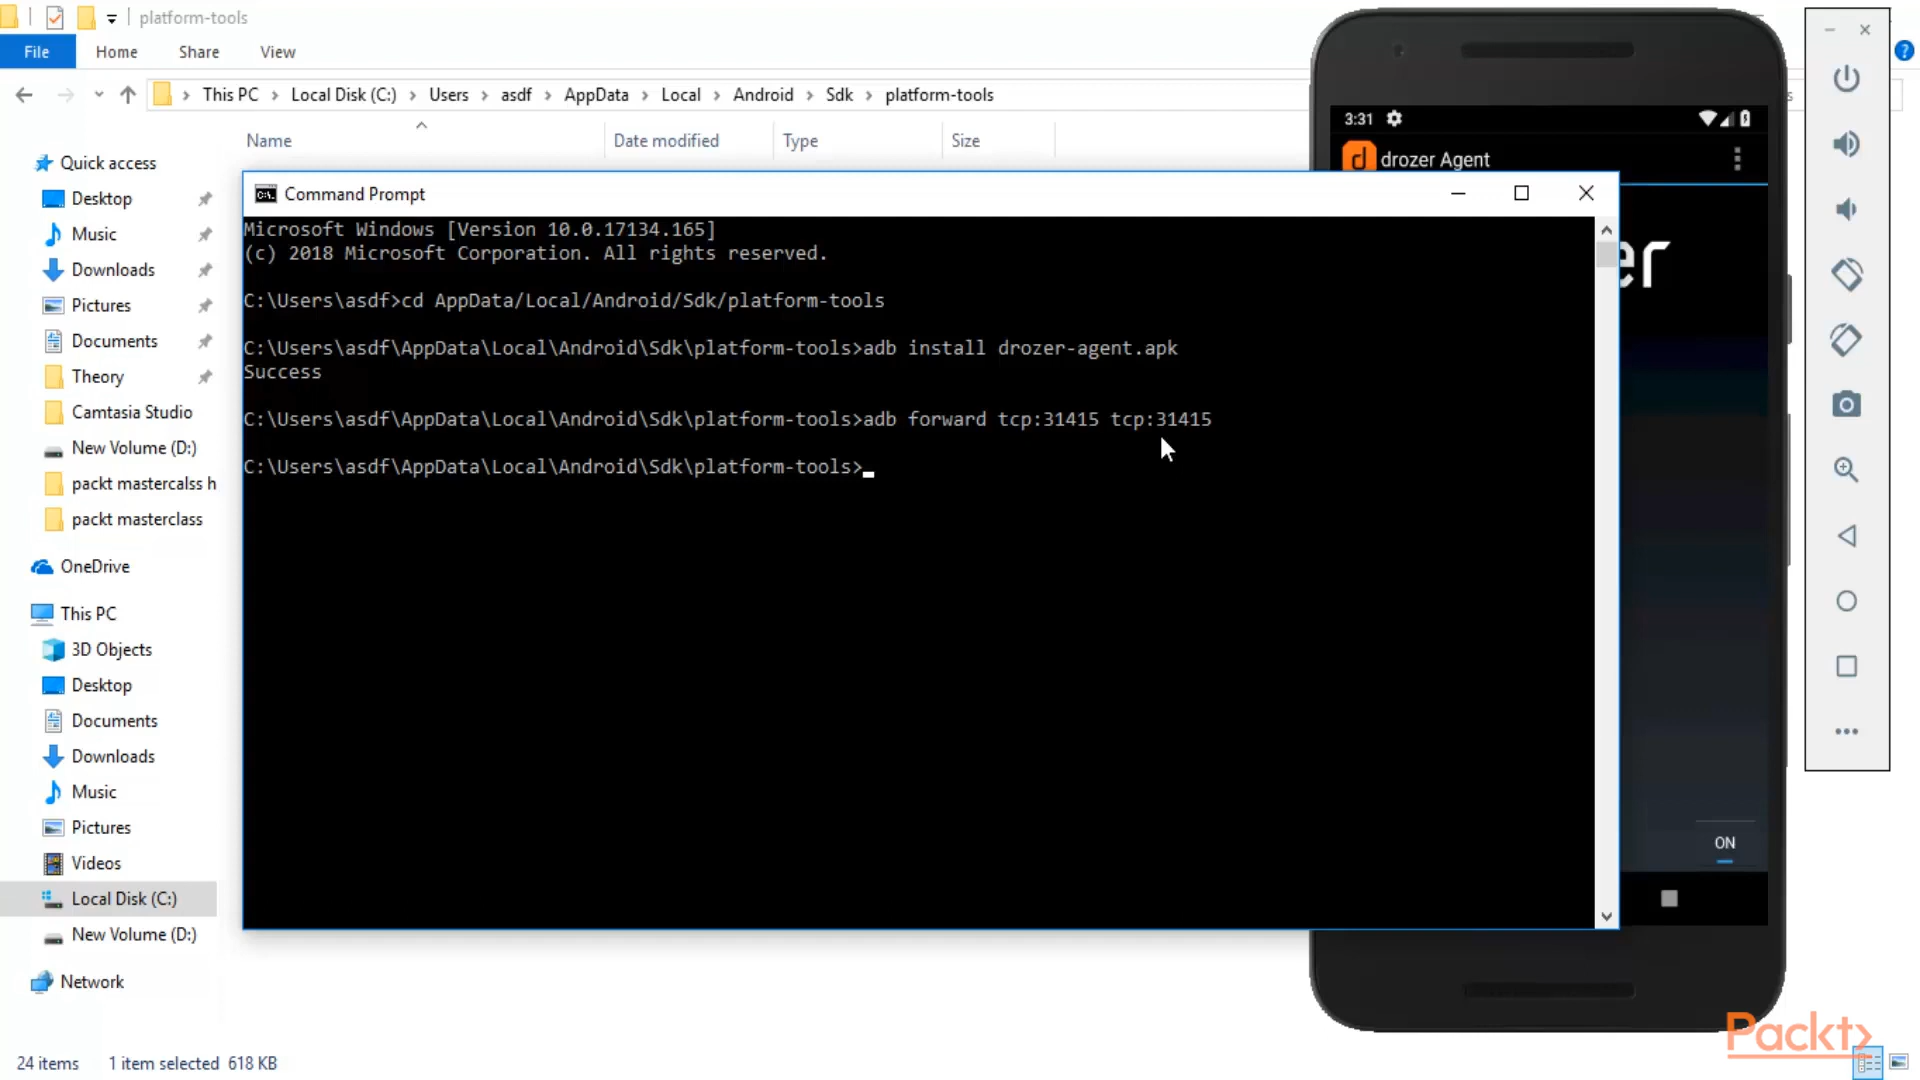 platform-tools
File Home Share View
This PC Local Disk (C:) Users asdf AppData Local Android Sdk platform-tools
Name Date modified Type Size
Quick access
Desktop
Music
Downloads
Pictures
Documents
Theory
Camtasia Studio
New Volume (D:)
packt mastercalss h
packt masterclass
OneDrive
This PC
3D Objects
Desktop
Documents
Downloads
Music
Pictures
Videos
Local Disk (C:)
New Volume (D:)
Network
24 items 1 item selected 618 KB
Command Prompt
Microsoft Windows [Version 10.0.17134.165]
(c) 2018 Microsoft Corporation. All rights reserved.
C:\Users\asdf>cd AppData/Local/Android/Sdk/platform-tools
C:\Users\asdf\AppData\Local\Android\Sdk\platform-tools>adb install drozer-agent.apk
Success
C:\Users\asdf\AppData\Local\Android\Sdk\platform-tools>adb forward tcp:31415 tcp:31415
C:\Users\asdf\AppData\Local\Android\Sdk\platform-tools>
3:31
drozer Agent
er
ON
Packt>